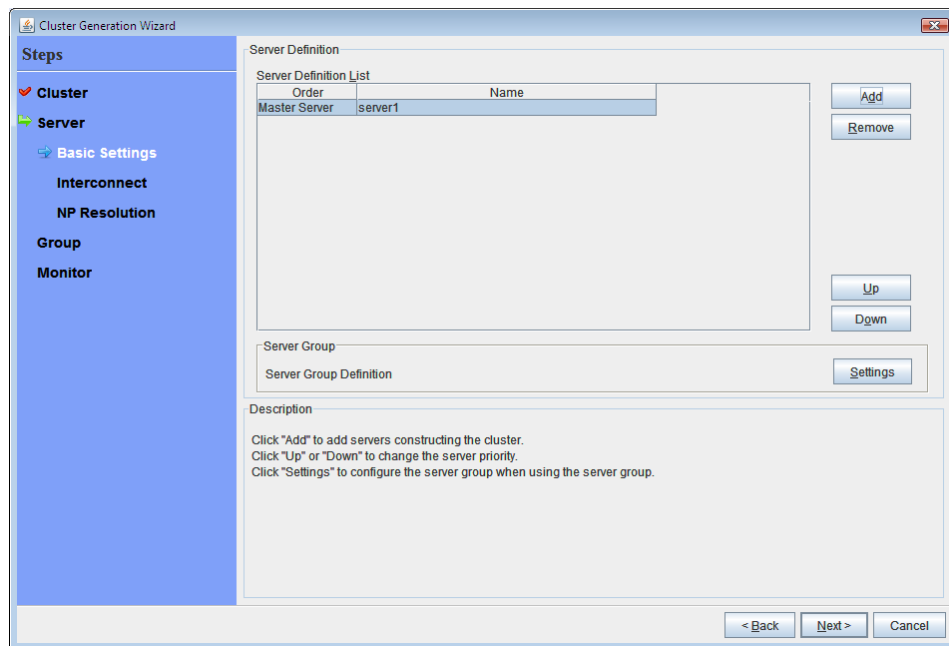 Cluster Generation Wizard
Steps
Cluster
Server
Basic Settings
Interconnect
NP Resolution
Group
Monitor
Server Definition
Server Definition List
Order Name
Master Server server1
Add
Remove
Up
Down
Server Group
Server Group Definition
Settings
Description
Click "Add" to add servers constructing the cluster.
Click "Up" or "Down" to change the server priority.
Click "Settings" to configure the server group when using the server group.
< Back Next > Cancel